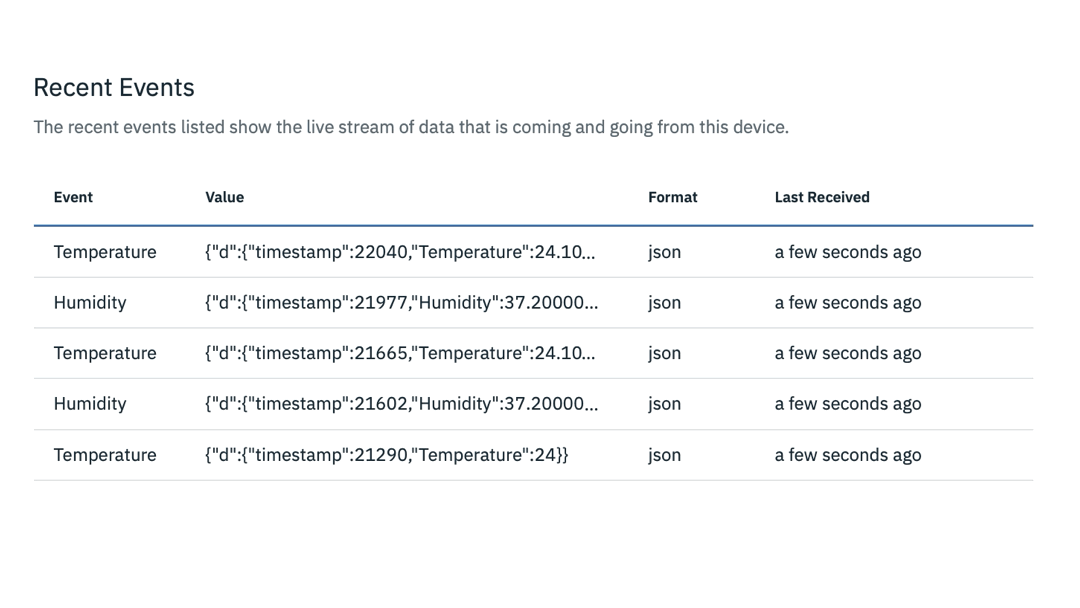 Recent Events
The recent events listed show the live stream of data that is coming and going from this device.
Event Value Format Last Received
Temperature {"d":{"timestamp":22040,"Temperature":24.10... json a few seconds ago
Humidity {"d":{"timestamp":21977,"Humidity":37.20000... json a few seconds ago
Temperature {"d":{"timestamp":21665,"Temperature":24.10... json a few seconds ago
Humidity {"d":{"timestamp":21602,"Humidity":37.20000... json a few seconds ago
Temperature {"d":{"timestamp":21290,"Temperature":24}} json a few seconds ago